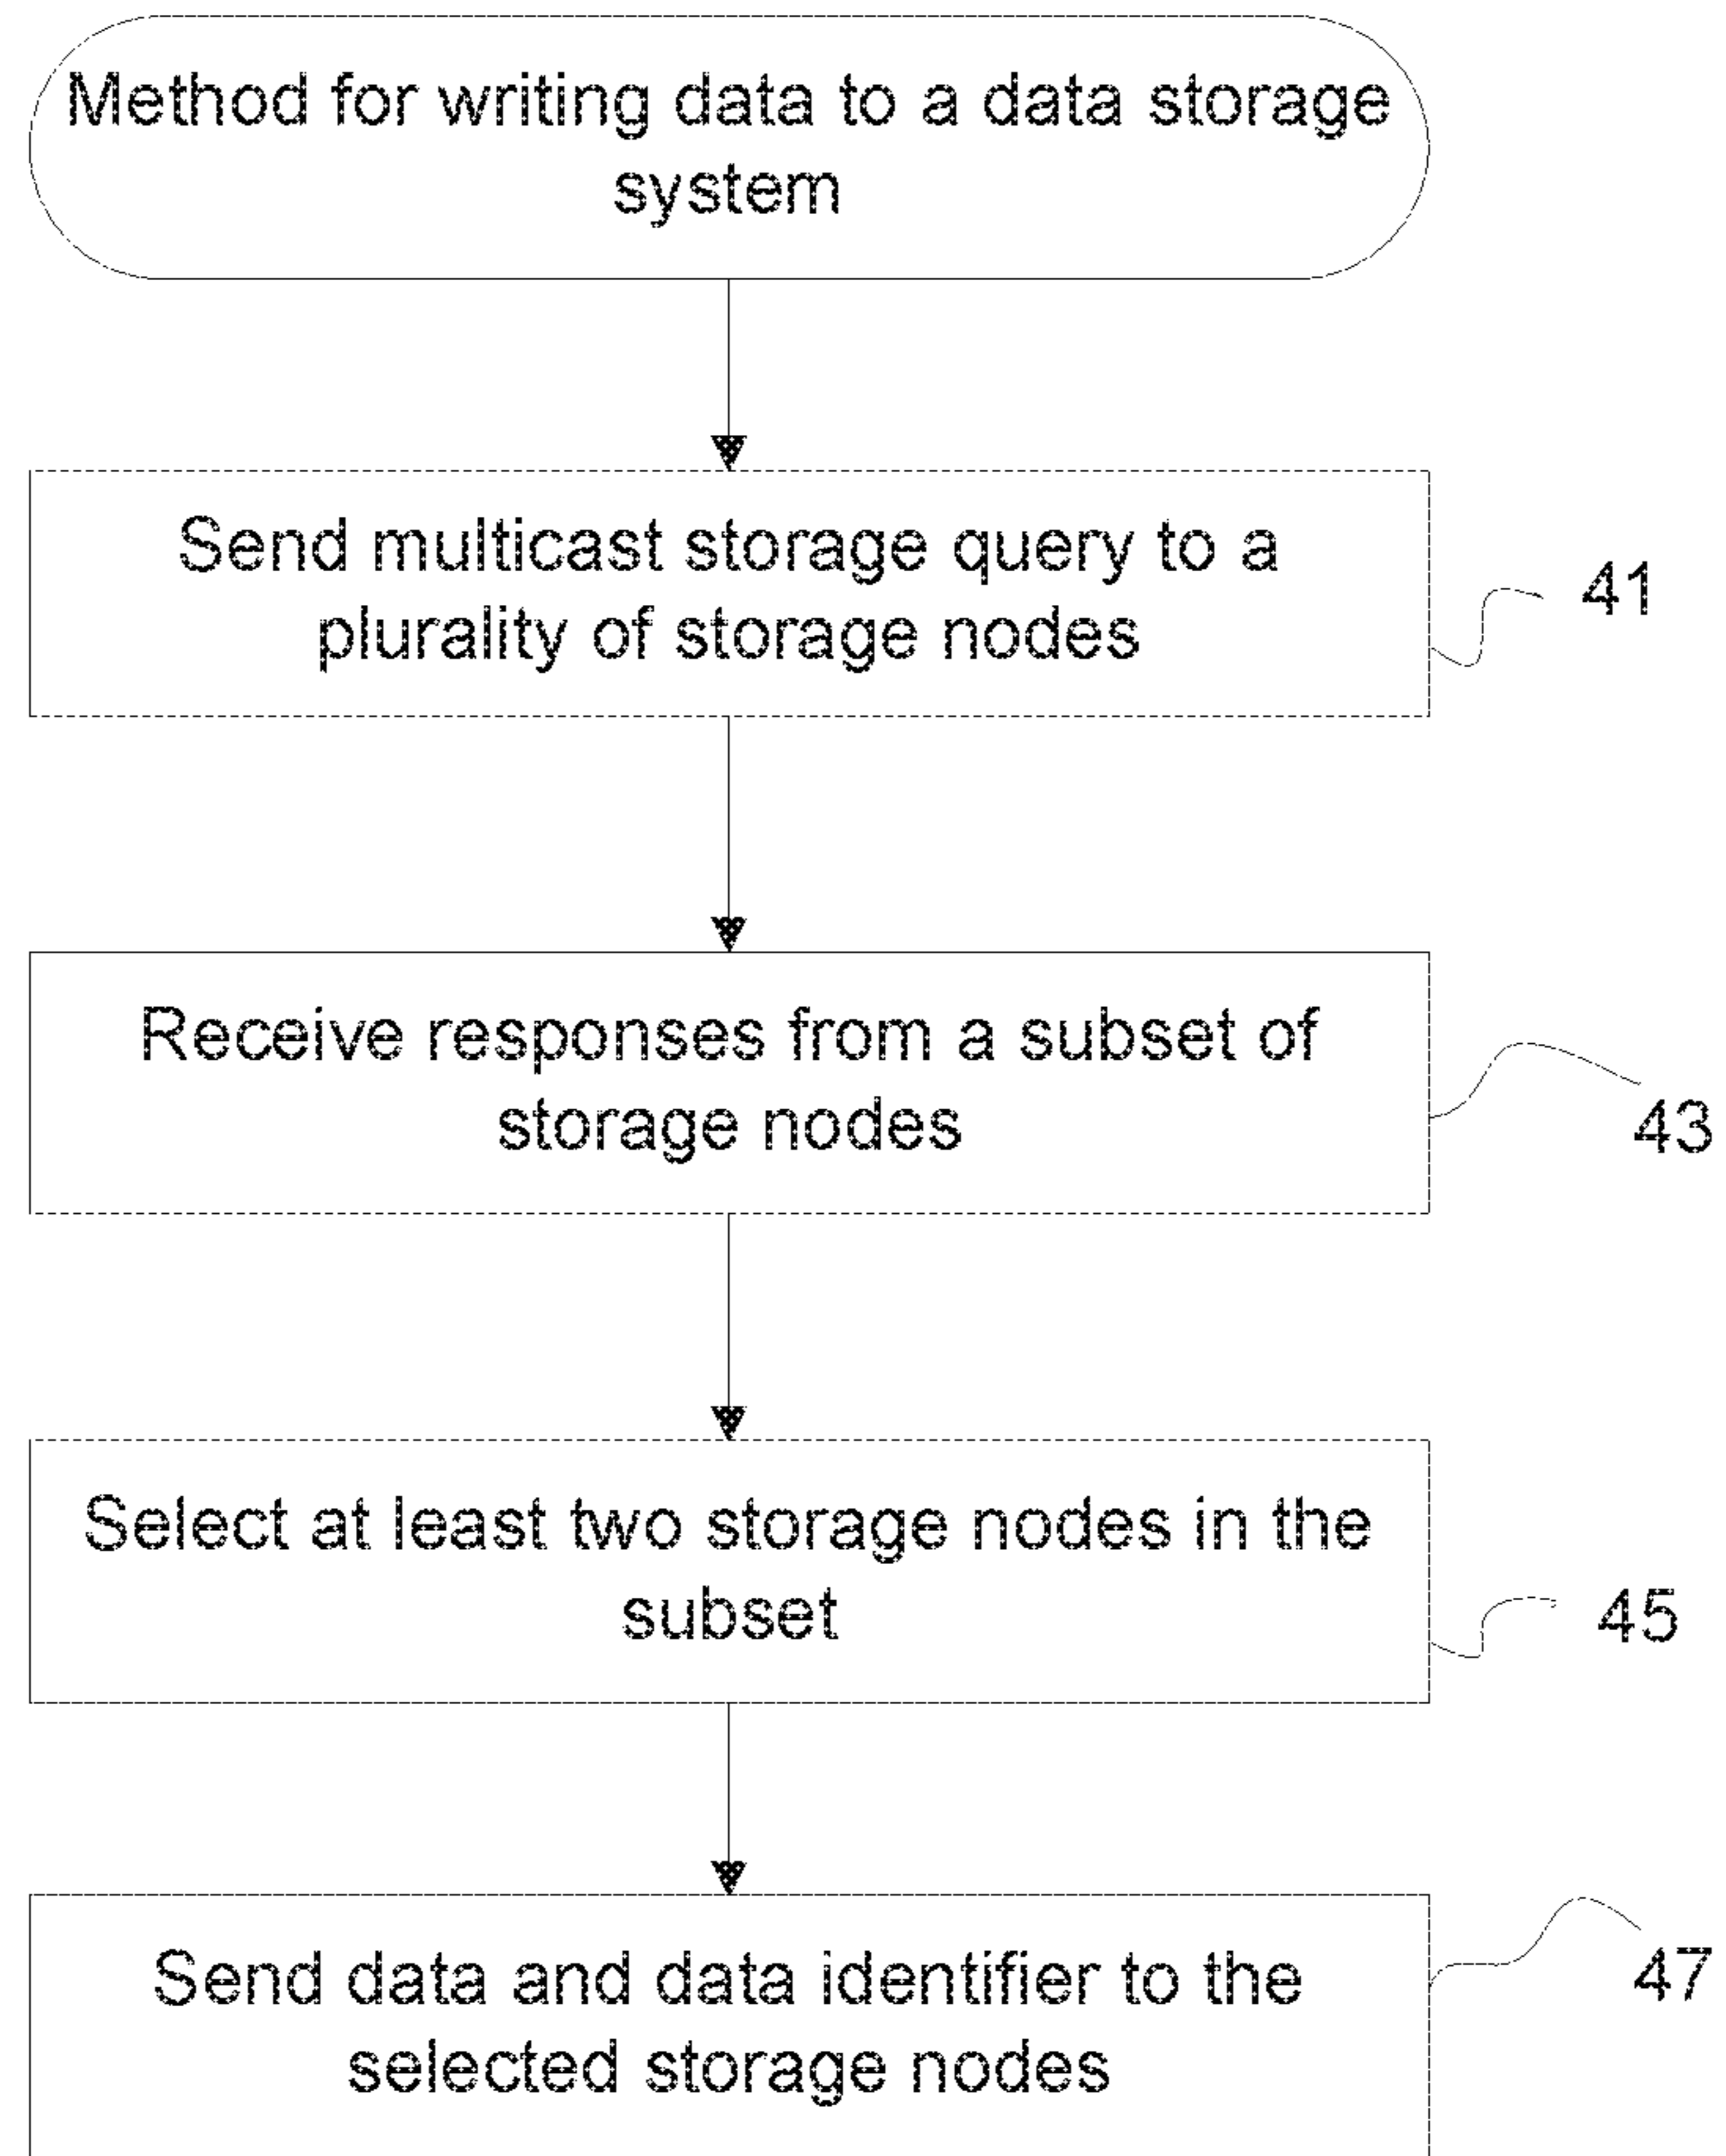 Method for writing data to a data storage
system
Send multicast storage query to a
plurality of storage nodes
41
Receive responses from a subset of
storage nodes
43
Select at least two storage nodes in the
subset
45
Send data and data identifier to the
selected storage nodes
47